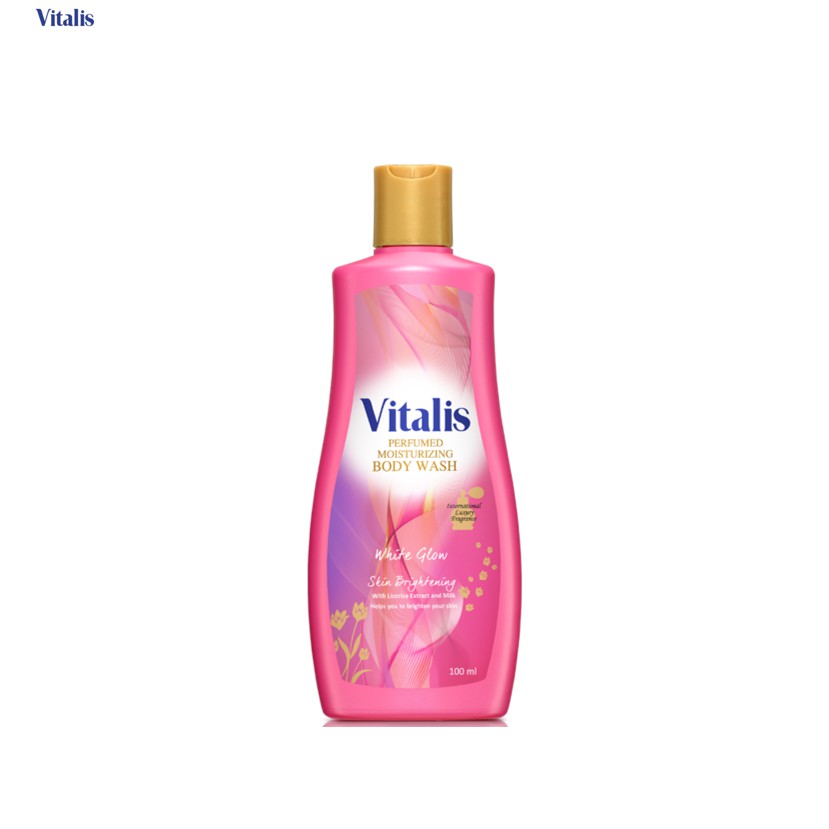 Vitalis
Vitalis
PERFUMED
MOISTURIZING
BODY WASH
International
Luxury
Fragrance
White Glow
Skin Brightening
With Licorice Extract and Milk
Helps you to brighten your skin
100 ml